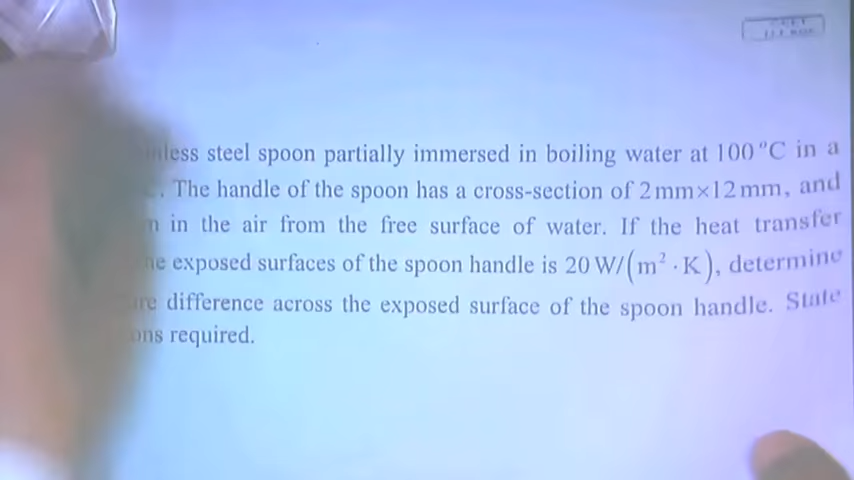 steel spoon partially immersed in boiling water at 100 °C in a
. The handle of the spoon has a cross-section of 2 mm×12 mm, and
in the air from the free surface of water. If the heat transfer
exposed surfaces of the spoon handle is 20 W/(m² · K), determine
difference across the exposed surface of the spoon handle. State
required.